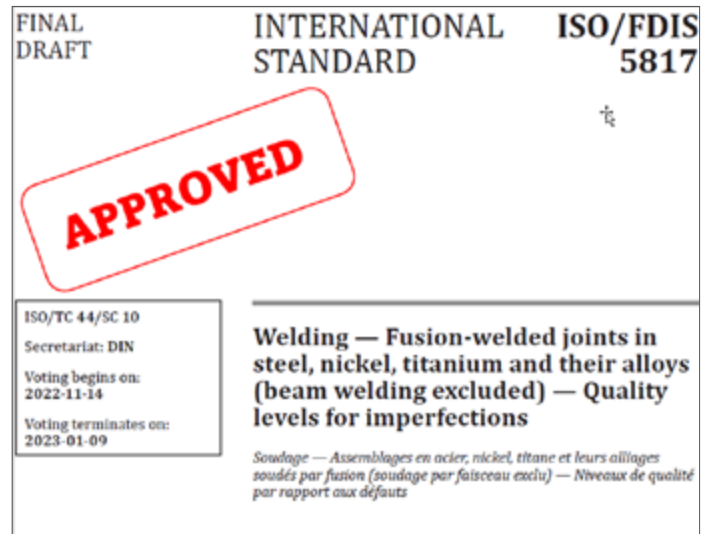 FINAL
DRAFT
INTERNATIONAL
STANDARD
ISO/FDIS
5817
APPROVED
ISO/TC 44/SC 10
Secretariat: DIN
Voting begins on:
2022-11-14
Voting terminates on:
2023-01-09
Welding — Fusion-welded joints in
steel, nickel, titanium and their alloys
(beam welding excluded) — Quality
levels for imperfections
Soudage — Assemblages en acier, nickel, titane et leurs alliages
soudés par fusion (soudage par faisceau exclu) — Niveaux de qualité
par rapport aux défauts